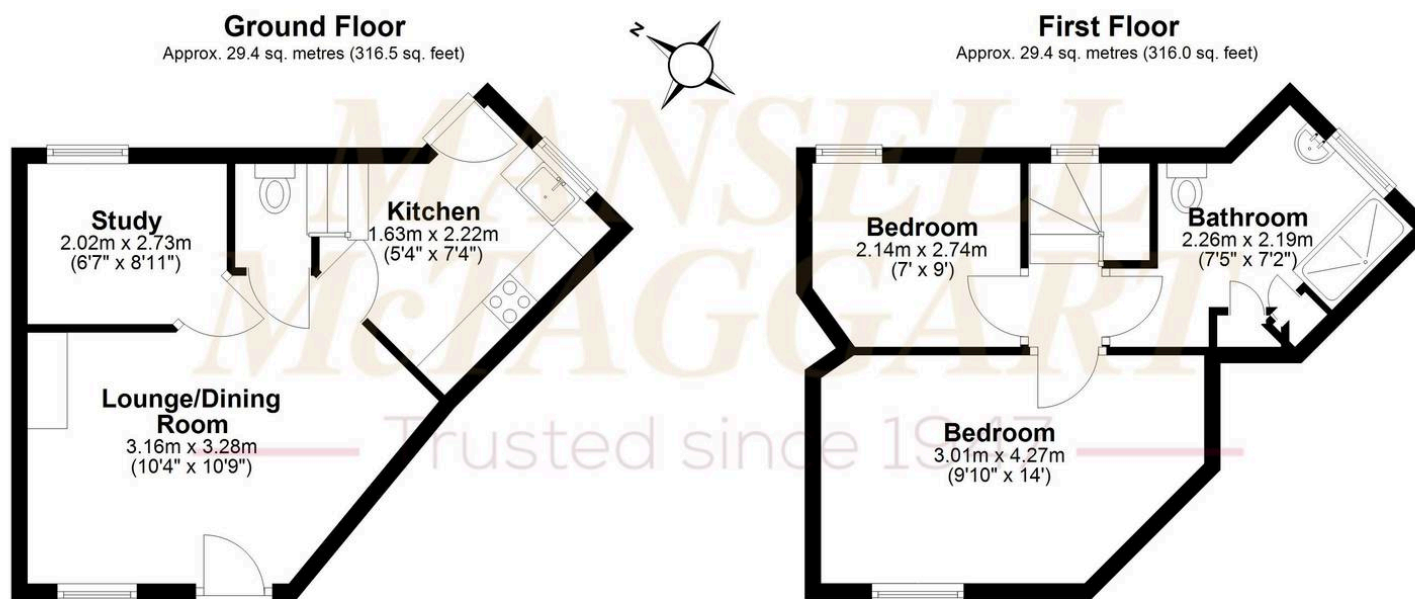 Ground Floor
Approx. 29.4 sq. metres (316.5 sq. feet)
N
First Floor
Approx. 29.4 sq. metres (316.0 sq. feet)
MANSELL
McTAGGART
Trusted since 1947
Study
2.02m x 2.73m
(6'7" x 8'11")
Kitchen
1.63m x 2.22m
(5'4" x 7'4")
Lounge/Dining
Room
3.16m x 3.28m
(10'4" x 10'9")
Bedroom
2.14m x 2.74m
(7' x 9')
Bathroom
2.26m x 2.19m
(7'5" x 7'2")
Bedroom
3.01m x 4.27m
(9'10" x 14')